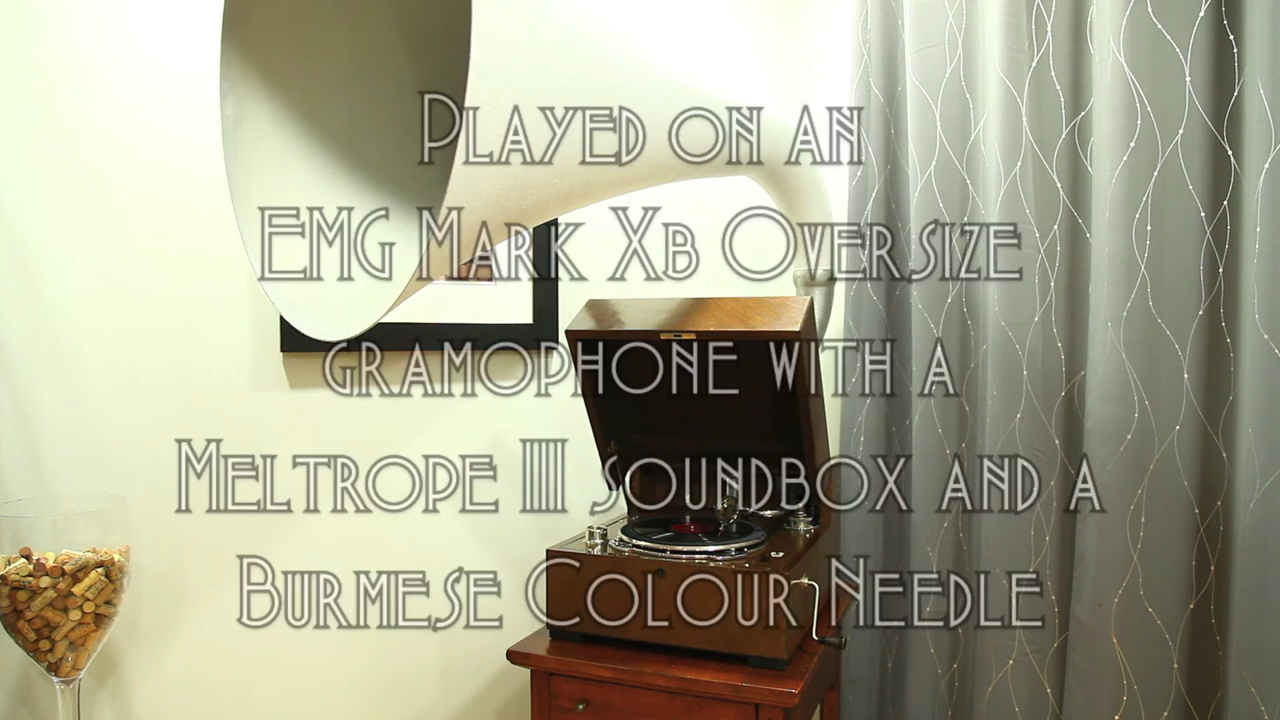 Played on an
EMG Mark Xb Oversize
gramophone with a
Meltrope III soundbox and a
Burmese Colour Needle